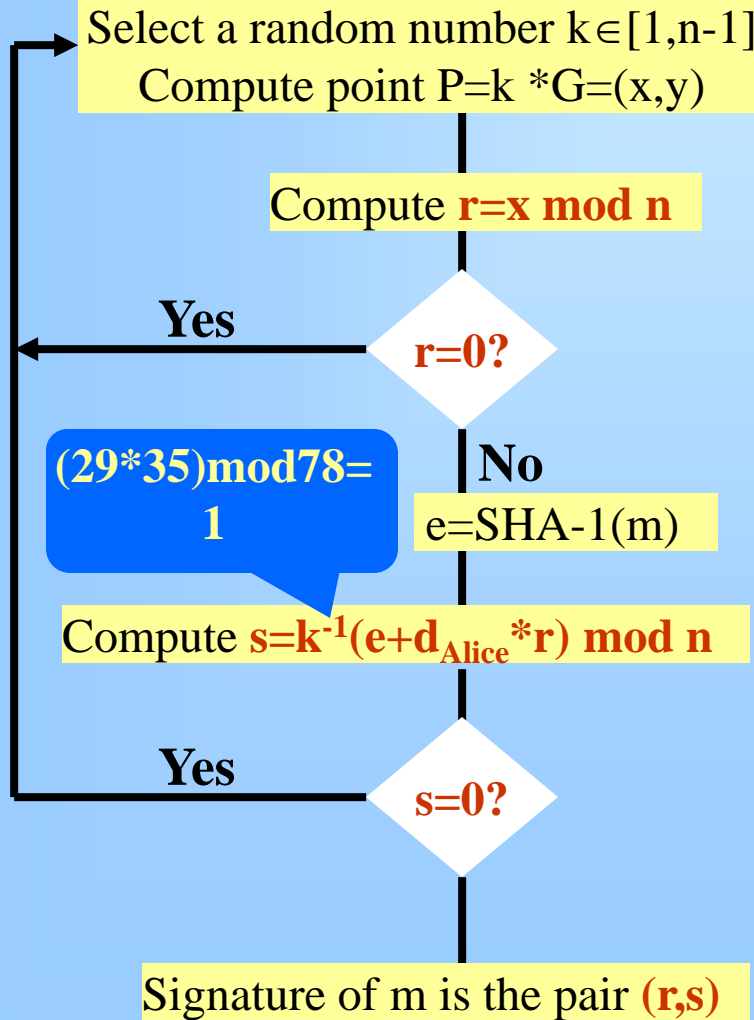 Select a random number k∈[1,n-1]
Compute point P=k *G=(x,y)
Compute r=x mod n
Yes
r=0?
(29*35)mod78=
1
No
e=SHA-1(m)
Compute s=k⁻¹(e+d_Alice*r) mod n
Yes
s=0?
Signature of m is the pair (r,s)